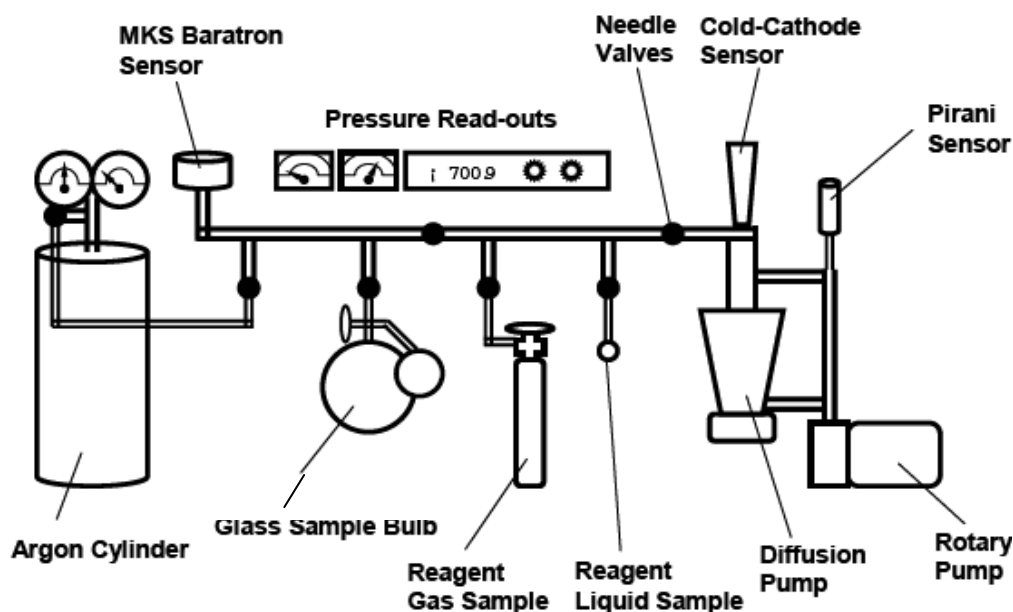 MKS Baratron
Sensor
Needle
Valves
Cold-Cathode
Sensor
Pirani
Sensor
Pressure Read-outs
¡ 700.9
Argon Cylinder
Glass Sample Bulb
Reagent
Gas Sample
Reagent
Liquid Sample
Diffusion
Pump
Rotary
Pump